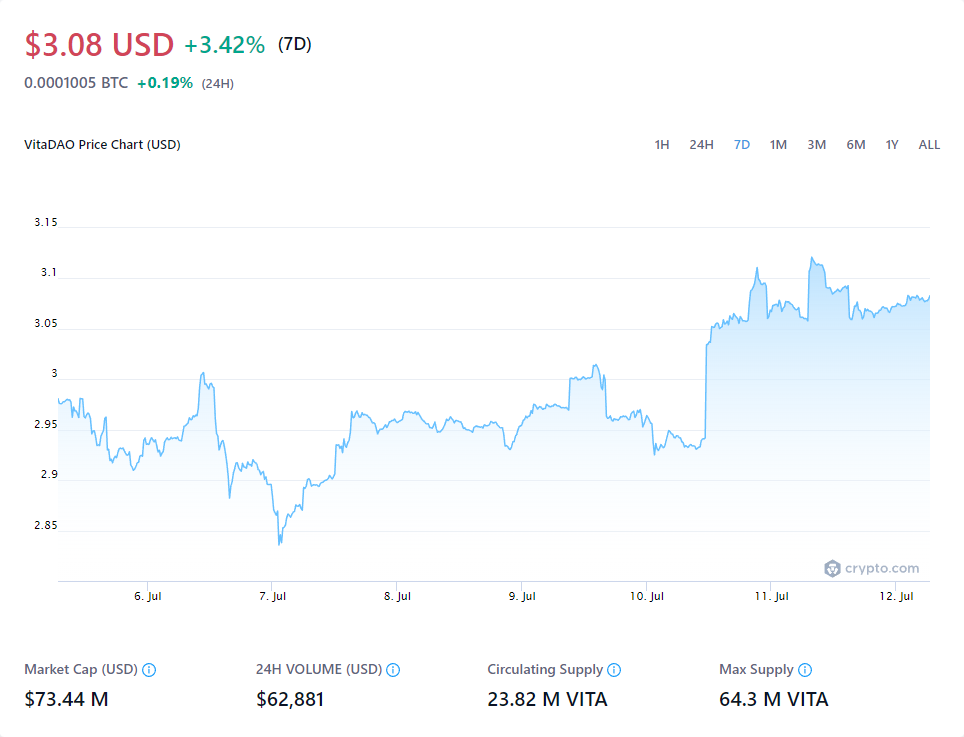 $3.08 USD +3.42% (7D)
0.0001005 BTC +0.19% (24H)
VitaDAO Price Chart (USD) 1H 24H 7D 1M 3M 6M 1Y ALL
3.15
3.1
3.05
3
2.95
2.9
2.85
crypto.com
6. Jul 7. Jul 8. Jul 9. Jul 10. Jul 11. Jul 12. Jul
Market Cap (USD) 24H VOLUME (USD) Circulating Supply Max Supply
$73.44 M $62,881 23.82 M VITA 64.3 M VITA